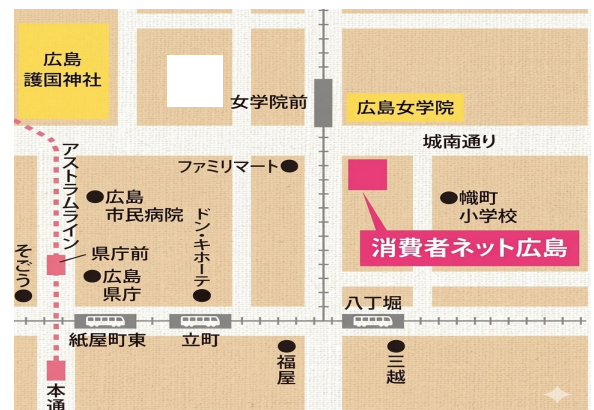 広島
護国神社
女学院前
広島女学院
城南通り
アストラムライン
ファミリマート
広島
市民病院
ドン・キホーテ
幟町
小学校
消費者ネット広島
そごう
県庁前
広島
県庁
八丁堀
紙屋町東
立町
福屋
三越
本通